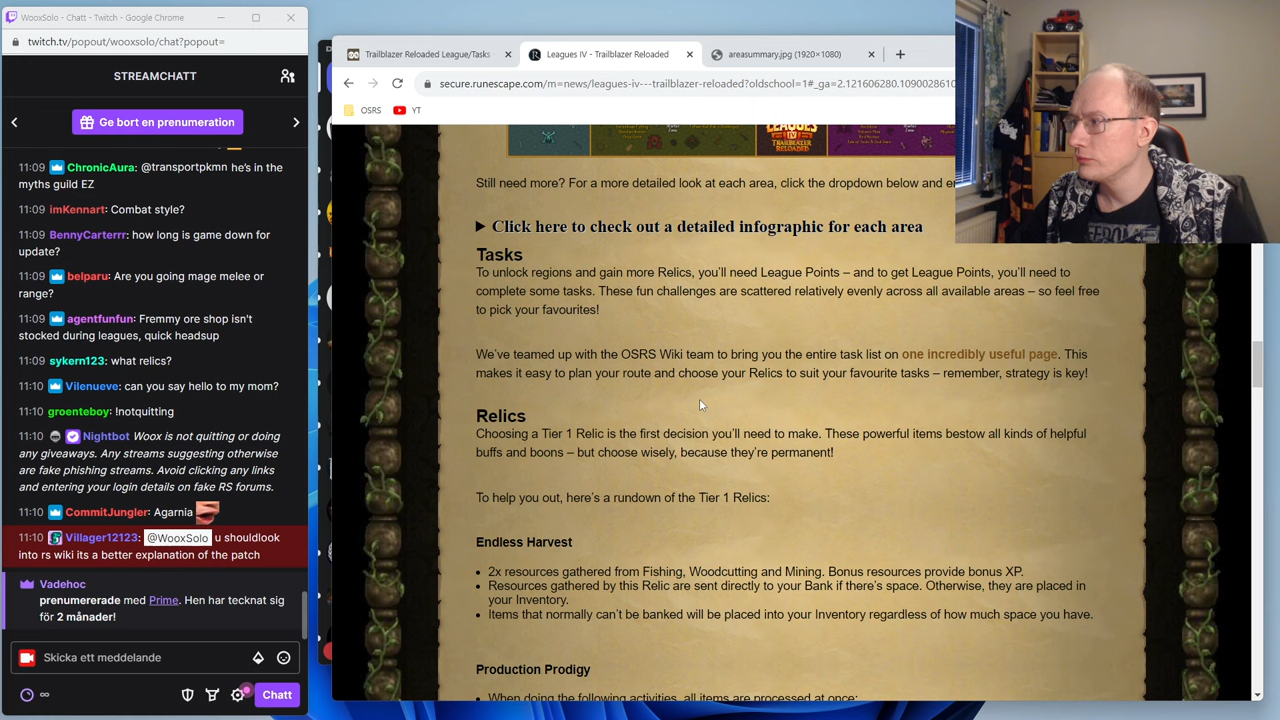 WooxSolo - Chatt - Twitch - Google Chrome
twitch.tv/popout/wooxsolo/chat?popout=
STREAMCHATT
Ge bort en prenumeration
11:09 ChronicAura: @transportpkmn he's in the
myths guild EZ
11:09 imKennart: Combat style?
11:09 BennyCarterrr: how long is game down for
update?
11:09 belparu: Are you going mage melee or
range?
11:09 agentfunfun: Fremmy ore shop isn't
stocked during leagues, quick headsup
11:09 sykern123: what relics?
11:10 Vilenueve: can you say hello to my mom?
11:10 groenteboy: !notquitting
11:10 Nightbot Woox is not quitting or doing
any giveaways. Any streams suggesting otherwise
are fake phishing streams. Avoid clicking any links
and entering your login details on fake RS forums.
11:10 CommitJungler: Agarnia
11:10 Villager12123: @WooxSolo u shouldlook
into rs wiki its a better explanation of the patch
Vadehoc
prenumererade med Prime. Hen har tecknat sig
för 2 månader!
Skicka ett meddelande
Chatt
Trailblazer Reloaded League/Tasks
Leagues IV - Trailblazer Reloaded
areasummary.jpg (1920×1080)
secure.runescape.com/m=news/leagues-iv---trailblazer-reloaded?oldschool=1#_ga=2.121606280.1090028610
OSRS
YT
LEAGUES
IV
TRAILBLAZER
RELOADED
Still need more? For a more detailed look at each area, click the dropdown below and
Click here to check out a detailed infographic for each area
Tasks
To unlock regions and gain more Relics, you'll need League Points – and to get League Points, you'll need to
complete some tasks. These fun challenges are scattered relatively evenly across all available areas – so feel free
to pick your favourites!
We've teamed up with the OSRS Wiki team to bring you the entire task list on one incredibly useful page. This
makes it easy to plan your route and choose your Relics to suit your favourite tasks – remember, strategy is key!
Relics
Choosing a Tier 1 Relic is the first decision you'll need to make. These powerful items bestow all kinds of helpful
buffs and boons – but choose wisely, because they're permanent!
To help you out, here's a rundown of the Tier 1 Relics:
Endless Harvest
• 2x resources gathered from Fishing, Woodcutting and Mining. Bonus resources provide bonus XP.
• Resources gathered by this Relic are sent directly to your Bank if there's space. Otherwise, they are placed in
your Inventory.
• Items that normally can't be banked will be placed into your Inventory regardless of how much space you have.
Production Prodigy
• When doing the following activities, all items are processed at once: